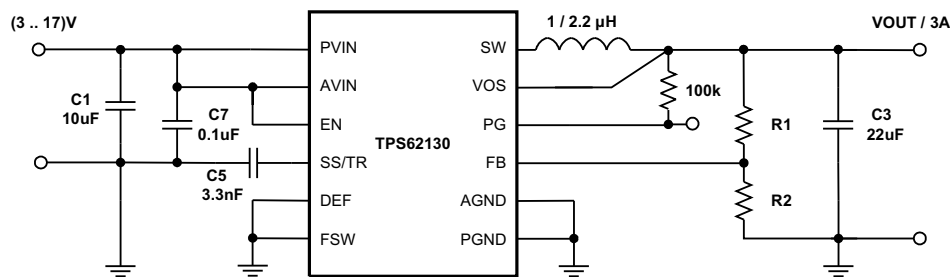 (3 .. 17)V
1 / 2.2 µH
VOUT / 3A
PVIN
SW
AVIN
VOS
C1
10uF
C7
0.1uF
100k
EN
PG
TPS62130
R1
C3
22uF
SS/TR
FB
C5
3.3nF
DEF
AGND
R2
FSW
PGND